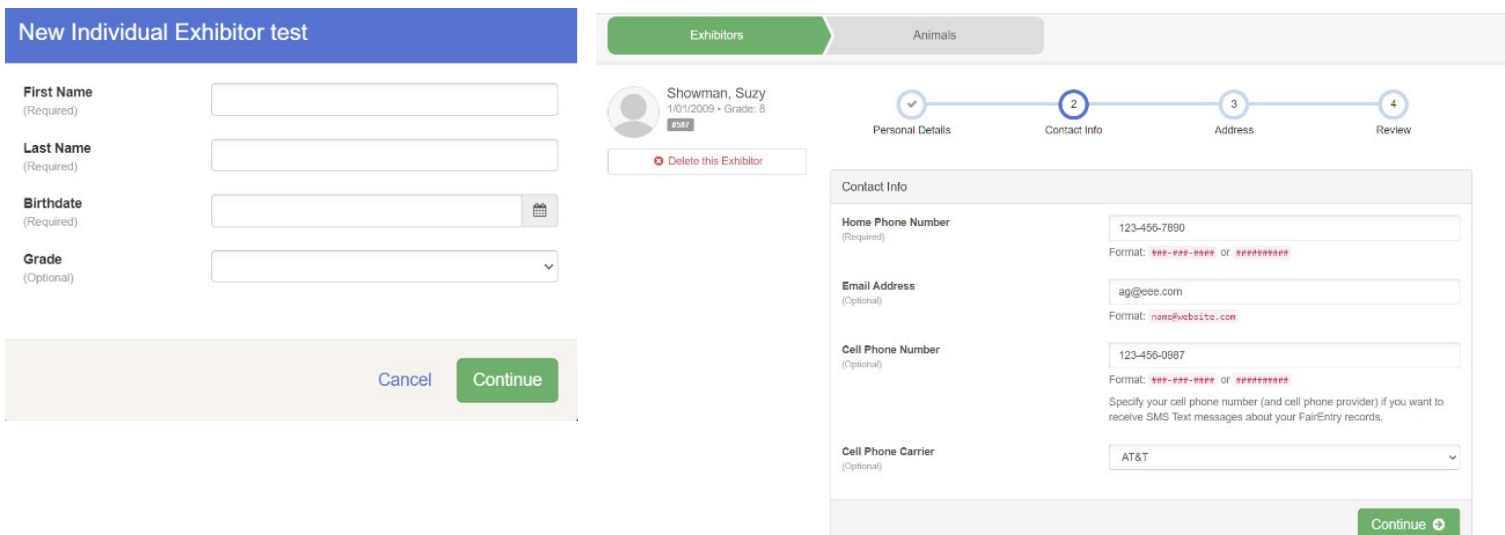 New Individual Exhibitor test
First Name
(Required)
Last Name
(Required)
Birthdate
(Required)
Grade
(Optional)
Cancel
Continue
Exhibitors
Animals
Showman, Suzy
1/01/2009 • Grade: 8
#587
Delete this Exhibitor
2
3
4
Personal Details
Contact Info
Address
Review
Contact Info
Home Phone Number
(Required)
123-456-7890
Format: ###-###-#### or ##########
Email Address
(Optional)
ag@eee.com
Format: name@website.com
Cell Phone Number
(Optional)
123-456-0987
Format: ###-###-#### or ##########
Specify your cell phone number (and cell phone provider) if you want to
receive SMS Text messages about your FairEntry records.
Cell Phone Carrier
(Optional)
AT&T
Continue